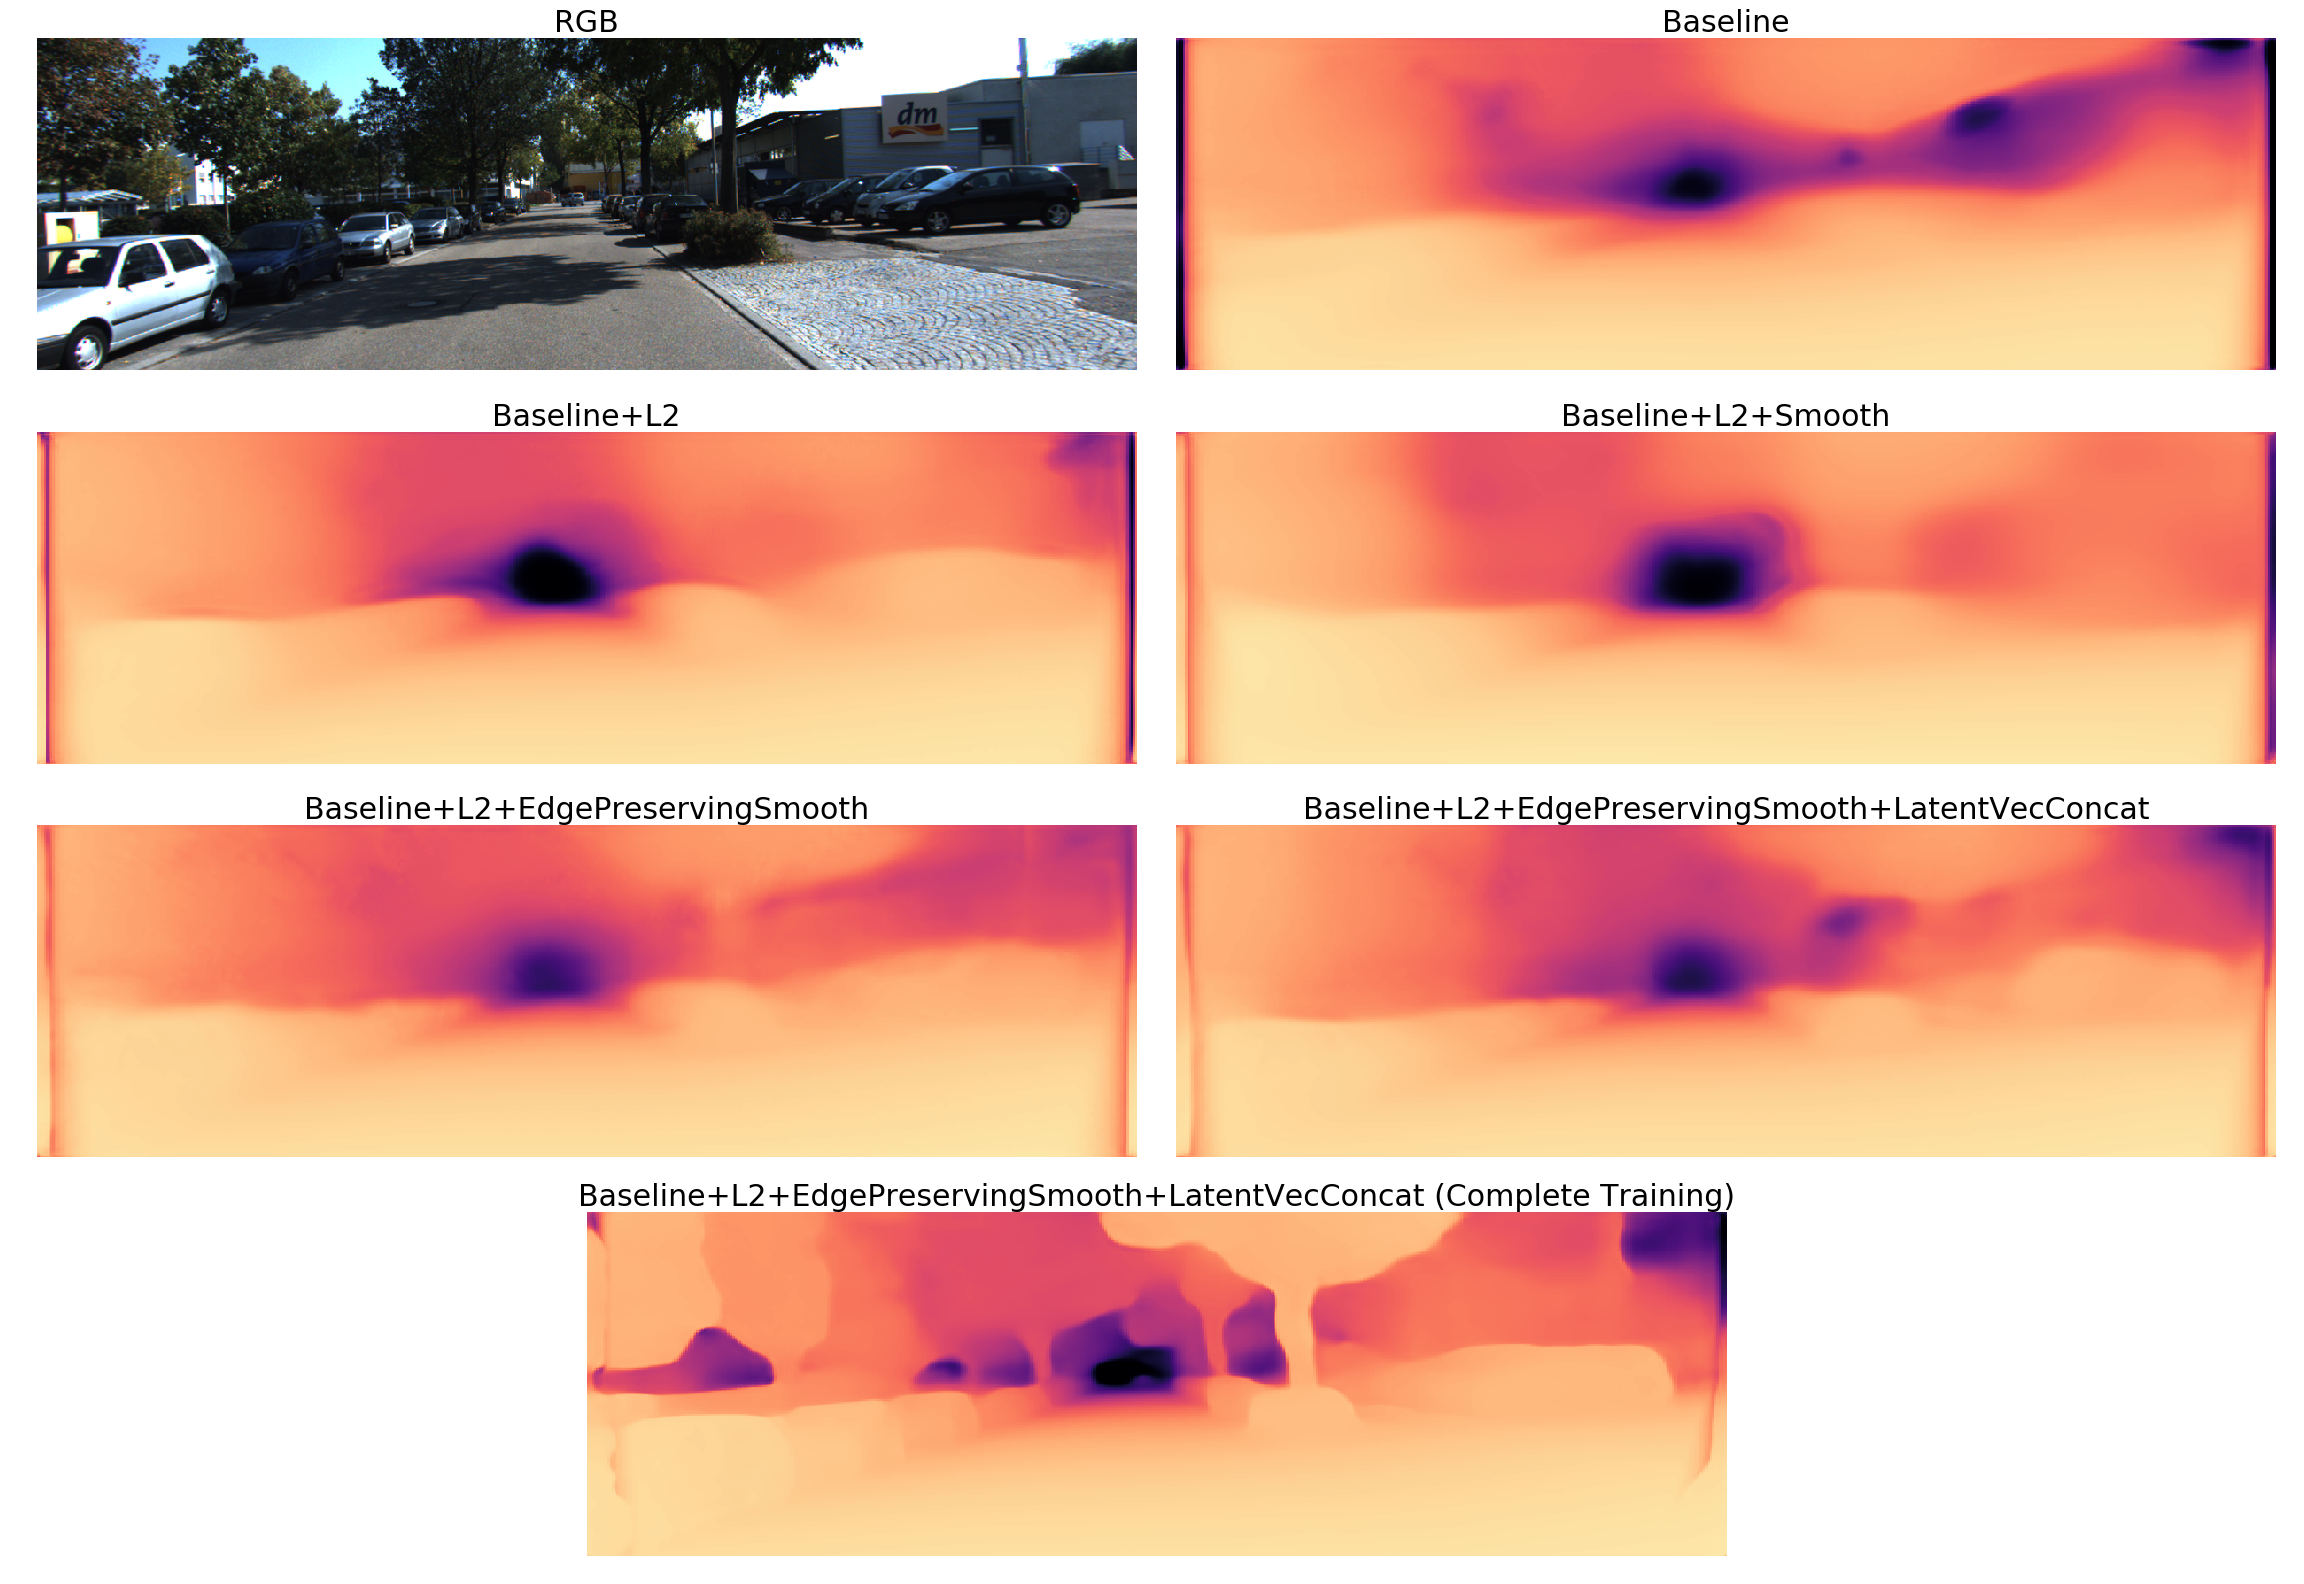 RGB
Baseline
dm
Baseline+L2
Baseline+L2+Smooth
Baseline+L2+EdgePreservingSmooth
Baseline+L2+EdgePreservingSmooth+LatentVecConcat
Baseline+L2+EdgePreservingSmooth+LatentVecConcat (Complete Training)